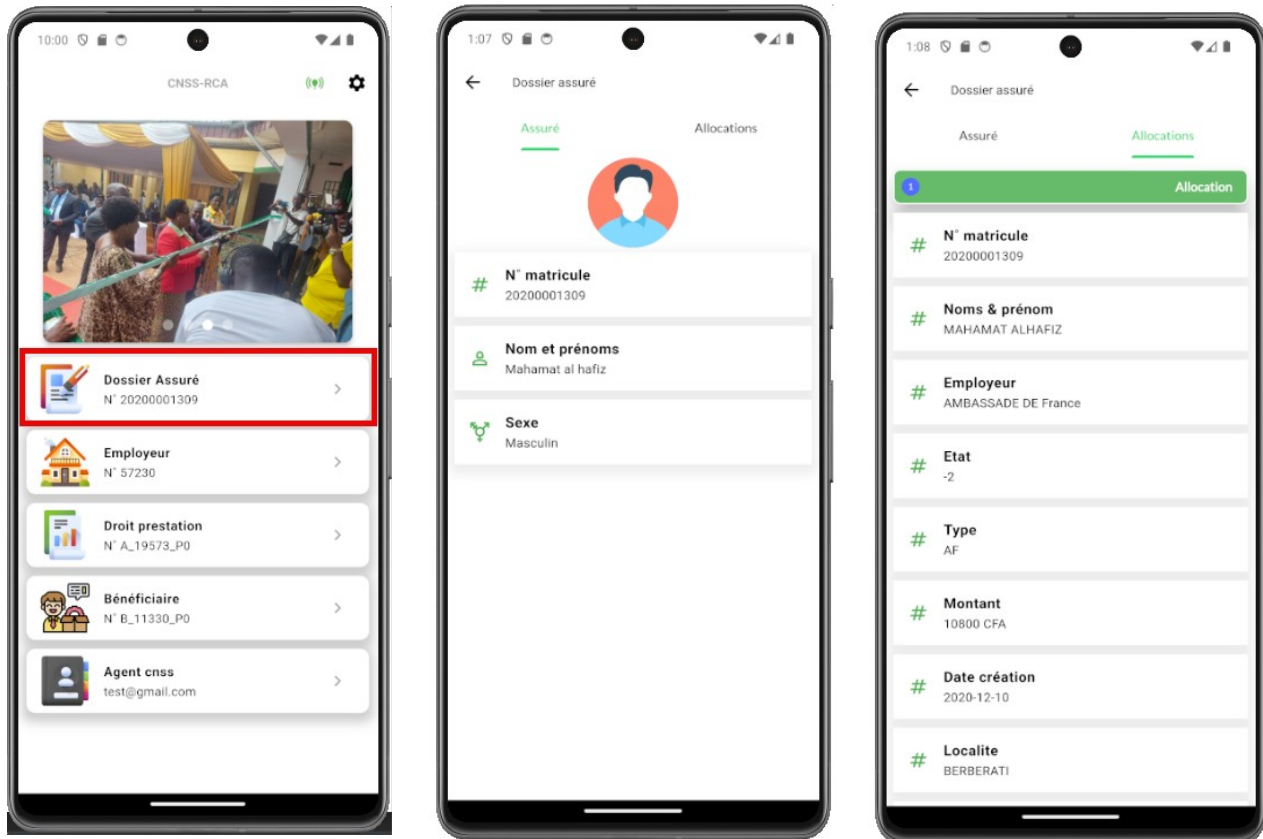 10:00
CNSS-RCA
Dossier Assuré
N° 20200001309
Employeur
N° 57230
Droit prestation
N° A_19573_P0
Bénéficiaire
N° B_11330_P0
Agent cnss
test@gmail.com
1:07
Dossier assuré
Assuré Allocations
N° matricule
20200001309
Nom et prénoms
Mahamat al hafiz
Sexe
Masculin
1:08
Dossier assuré
Assuré Allocations
1 Allocation
# N° matricule
20200001309
# Noms & prénom
MAHAMAT ALHAFIZ
# Employeur
AMBASSADE DE France
# Etat
-2
# Type
AF
# Montant
10800 CFA
# Date création
2020-12-10
# Localite
BERBERATI